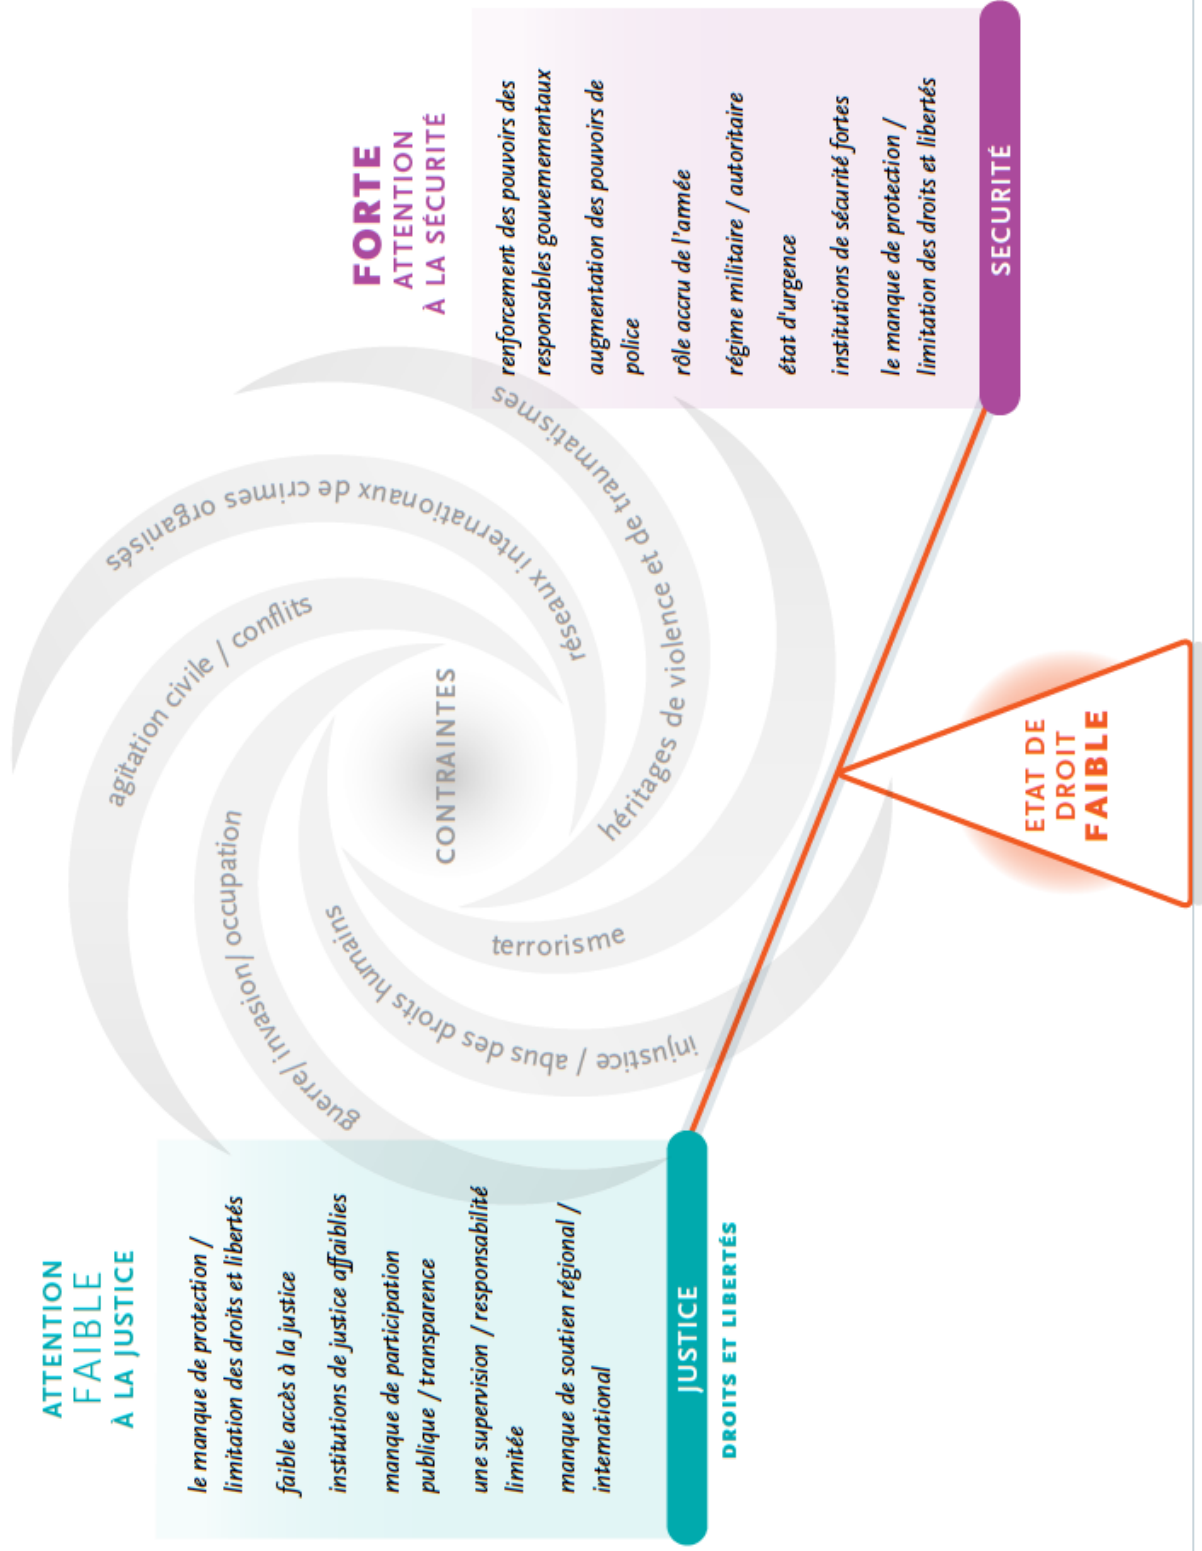 ATTENTION
FAIBLE
À LA JUSTICE
le manque de protection /
limitation des droits et libertés
faible accès à la justice
institutions de justice affaiblies
manque de participation
publique / transparence
une supervision / responsabilité
limitée
manque de soutien régional /
international
JUSTICE
DROITS ET LIBERTÉS
CONTRAINTES
agitation civile / conflits
réseaux internationaux de crimes organisés
héritages de violence et de traumatismes
terrorisme
injustice / abus des droits humains
guerre/ invasion/ occupation
FORTE
ATTENTION
À LA SÉCURITÉ
renforcement des pouvoirs des
responsables gouvernementaux
augmentation des pouvoirs de
police
rôle accru de l'armée
régime militaire / autoritaire
état d'urgence
institutions de sécurité fortes
le manque de protection /
limitation des droits et libertés
SECURITÉ
ETAT DE
DROIT
FAIBLE